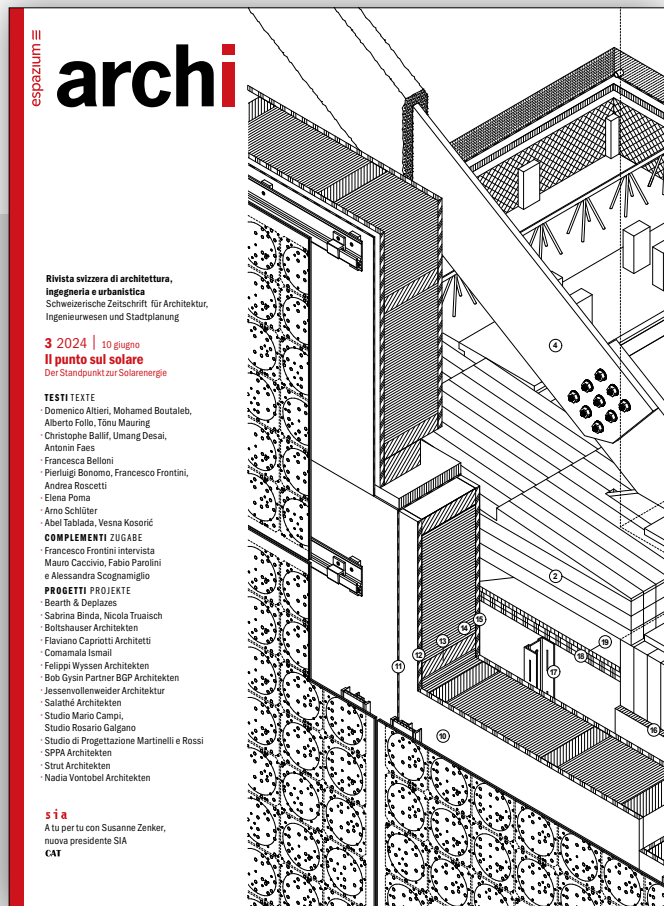 espazium
archi
Rivista svizzera di architettura,
ingegneria e urbanistica
Schweizerische Zeitschrift für Architektur,
Ingenieurwesen und Stadtplanung
3 2024 | 10 giugno
Il punto sul solare
Der Standpunkt zur Solarenergie
TESTI TEXTE
· Domenico Altieri, Mohamed Boutaleb,
Alberto Follo, Tõnu Mauring
· Christophe Ballif, Umang Desai,
Antonin Faes
· Francesca Belloni
· Pierluigi Bonomo, Francesco Frontini,
Andrea Roscetti
· Elena Poma
· Arno Schlüter
· Abel Tablada, Vesna Kosorić
COMPLEMENTI ZUGABE
· Francesco Frontini intervista
Mauro Caccivio, Fabio Parolini
e Alessandra Scognamiglio
PROGETTI PROJEKTE
· Bearth & Deplazes
· Sabrina Binda, Nicola Truaisch
· Boltshauser Architekten
· Flaviano Capriotti Architetti
· Comamala Ismail
· Felippi Wyssen Architekten
· Bob Gysin Partner BGP Architekten
· Jessenvollenweider Architektur
· Salathé Architekten
· Studio Mario Campi,
Studio Rosario Galgano
· Studio di Progettazione Martinelli e Rossi
· SPPA Architekten
· Strut Architekten
· Nadia Vontobel Architekten
sia
A tu per tu con Susanne Zenker,
nuova presidente SIA
CAT
4
2
15
14
13
12
11
10
19
18
17
16